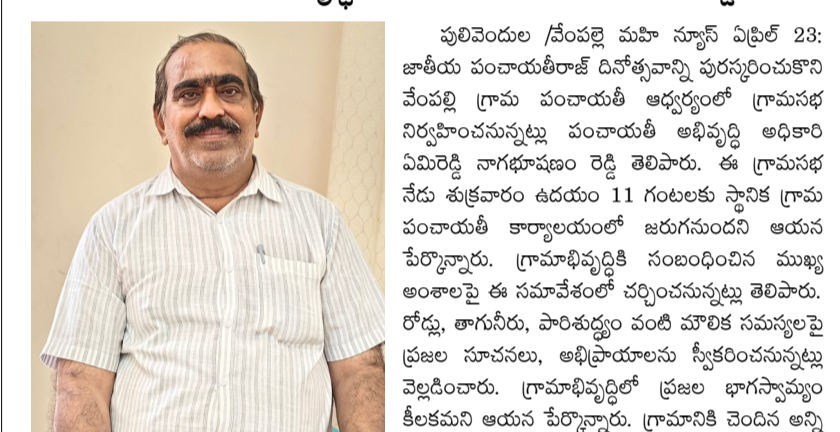 పులివెందుల /వేంపల్లె మహి న్యూస్ ఏప్రిల్ 23:
జాతీయ పంచాయతీరాజ్ దినోత్సవాన్ని పురస్కరించుకొని
వేంపల్లి గ్రామ పంచాయతీ ఆధ్వర్యంలో గ్రామసభ
నిర్వహించనున్నట్లు పంచాయతీ అభివృద్ధి అధికారి
ఏమిరెడ్డి నాగభూషణం రెడ్డి తెలిపారు. ఈ గ్రామసభ
నేడు శుక్రవారం ఉదయం 11 గంటలకు స్థానిక గ్రామ
పంచాయతీ కార్యాలయంలో జరుగనుందని ఆయన
పేర్కొన్నారు. గ్రామాభివృద్ధికి సంబంధించిన ముఖ్య
అంశాలపై ఈ సమావేశంలో చర్చించనున్నట్లు తెలిపారు.
రోడ్లు, తాగునీరు, పారిశుద్ధ్యం వంటి మౌలిక సమస్యలపై
ప్రజల సూచనలు, అభిప్రాయాలను స్వీకరించనున్నట్లు
వెల్లడించారు. గ్రామాభివృద్ధిలో ప్రజల భాగస్వామ్యం
కీలకమని ఆయన పేర్కొన్నారు. గ్రామానికి చెందిన అన్ని